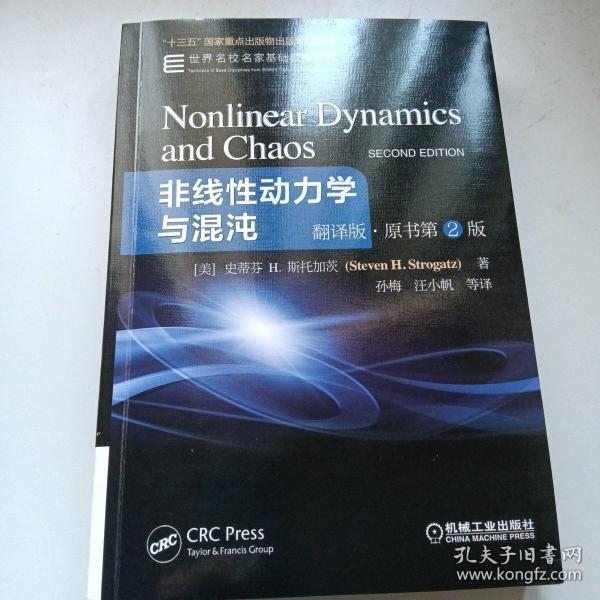 "十三五"国家重点出版物出版
世界名校名家基础
Nonlinear Dynamics
and Chaos
SECOND EDITION
非线性动力学
与混沌
翻译版·原书第2版
[美] 史蒂芬 H. 斯托加茨 (Steven H. Strogatz) 著
孙梅 汪小帆 等译
CRC
CRC Press
Taylor & Francis Group
机械工业出版社
CHINA MACHINE PRESS
孔夫子旧书网
www.kongfz.com